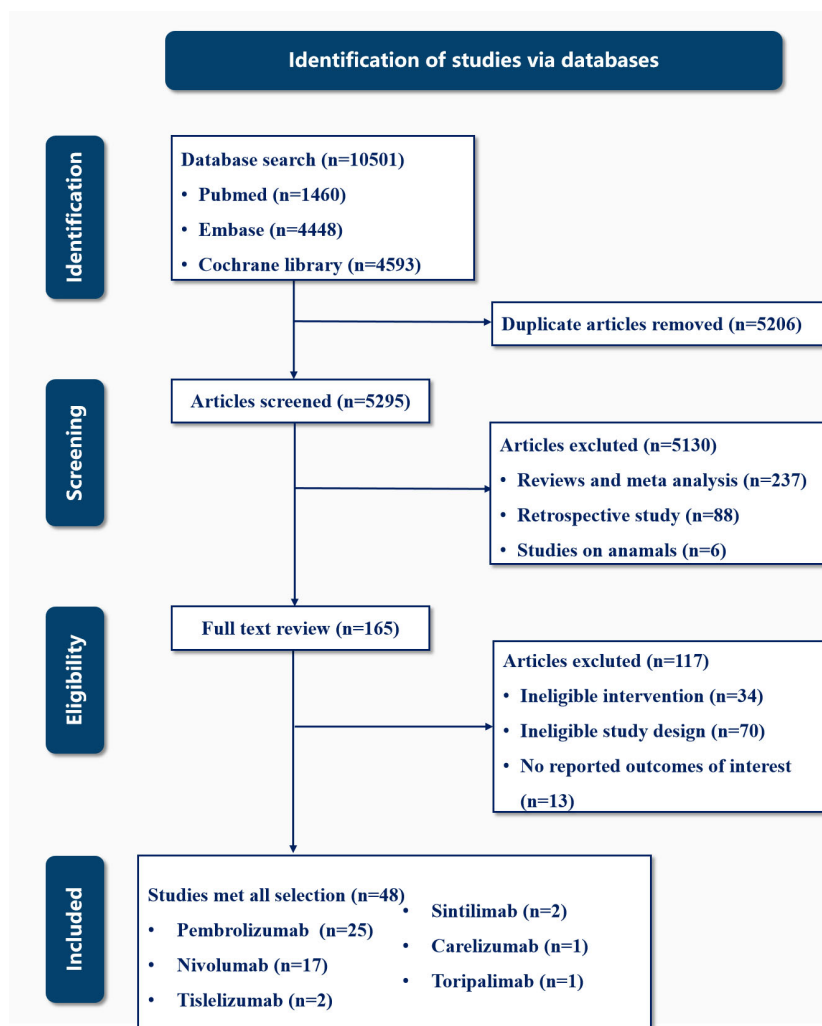 Identification of studies via databases
Identification
Database search (n=10501)
• Pubmed (n=1460)
• Embase (n=4448)
• Cochrane library (n=4593)
Duplicate articles removed (n=5206)
Screening
Articles screened (n=5295)
Articles excluted (n=5130)
• Reviews and meta analysis (n=237)
• Retrospective study (n=88)
• Studies on anamals (n=6)
Eligibility
Full text review (n=165)
Articles excluted (n=117)
• Ineligible intervention (n=34)
• Ineligible study design (n=70)
• No reported outcomes of interest
(n=13)
Included
Studies met all selection (n=48)
• Pembrolizumab (n=25)
• Nivolumab (n=17)
• Tislelizumab (n=2)
• Sintilimab (n=2)
• Carelizumab (n=1)
• Toripalimab (n=1)